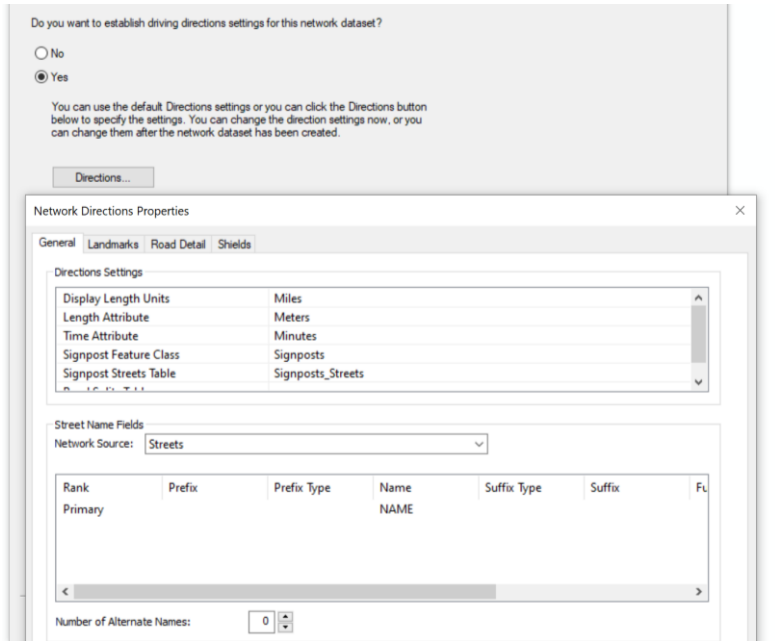 Do you want to establish driving directions settings for this network dataset?
No
Yes
You can use the default Directions settings or you can click the Directions button
below to specify the settings. You can change the direction settings now, or you
can change them after the network dataset has been created.
Directions...
Network Directions Properties
General Landmarks Road Detail Shields
Directions Settings
Display Length Units Miles
Length Attribute Meters
Time Attribute Minutes
Signpost Feature Class Signposts
Signpost Streets Table Signposts_Streets
Street Name Fields
Network Source: Streets
Rank Prefix Prefix Type Name Suffix Type Suffix
Primary NAME
Number of Alternate Names: 0